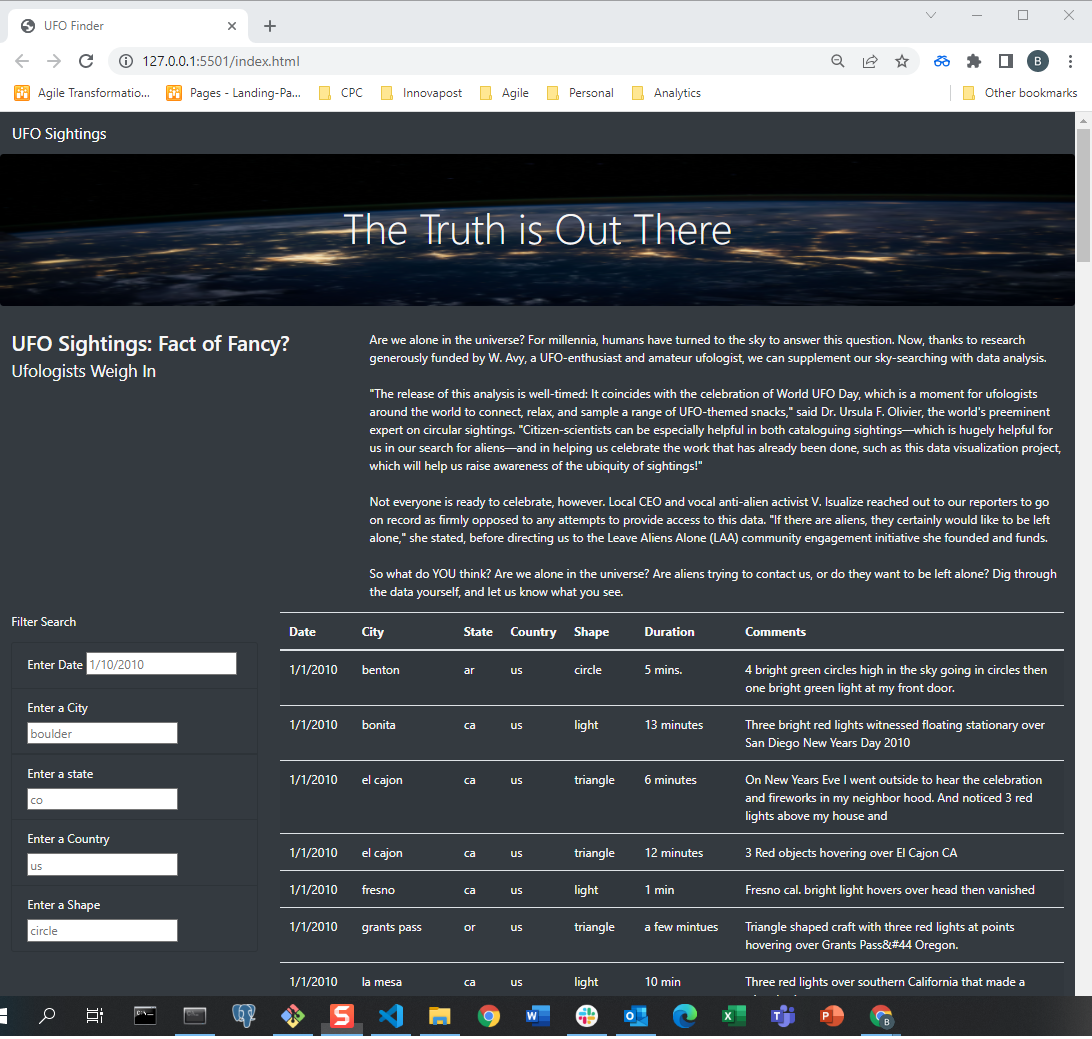 UFO Finder
127.0.0.1:5501/index.html
B
Agile Transformatio... Pages - Landing-Pa... CPC Innovapost Agile Personal Analytics Other bookmarks
UFO Sightings
The Truth is Out There
UFO Sightings: Fact of Fancy?
Ufologists Weigh In
Are we alone in the universe? For millennia, humans have turned to the sky to answer this question. Now, thanks to research
generously funded by W. Avy, a UFO-enthusiast and amateur ufologist, we can supplement our sky-searching with data analysis.
"The release of this analysis is well-timed: It coincides with the celebration of World UFO Day, which is a moment for ufologists
around the world to connect, relax, and sample a range of UFO-themed snacks," said Dr. Ursula F. Olivier, the world's preeminent
expert on circular sightings. "Citizen-scientists can be especially helpful in both cataloguing sightings—which is hugely helpful for
us in our search for aliens—and in helping us celebrate the work that has already been done, such as this data visualization project,
which will help us raise awareness of the ubiquity of sightings!"
Not everyone is ready to celebrate, however. Local CEO and vocal anti-alien activist V. Isualize reached out to our reporters to go
on record as firmly opposed to any attempts to provide access to this data. "If there are aliens, they certainly would like to be left
alone," she stated, before directing us to the Leave Aliens Alone (LAA) community engagement initiative she founded and funds.
So what do YOU think? Are we alone in the universe? Are aliens trying to contact us, or do they want to be left alone? Dig through
the data yourself, and let us know what you see.
Filter Search
Enter Date 1/10/2010
Enter a City
boulder
Enter a state
co
Enter a Country
us
Enter a Shape
circle
Date City State Country Shape Duration Comments
1/1/2010 benton ar us circle 5 mins. 4 bright green circles high in the sky going in circles then
one bright green light at my front door.
1/1/2010 bonita ca us light 13 minutes Three bright red lights witnessed floating stationary over
San Diego New Years Day 2010
1/1/2010 el cajon ca us triangle 6 minutes On New Years Eve I went outside to hear the celebration
and fireworks in my neighbor hood. And noticed 3 red
lights above my house and
1/1/2010 el cajon ca us triangle 12 minutes 3 Red objects hovering over El Cajon CA
1/1/2010 fresno ca us light 1 min Fresno cal. bright light hovers over head then vanished
1/1/2010 grants pass or us triangle a few mintues Triangle shaped craft with three red lights at points
hovering over Grants Pass&#44 Oregon.
1/1/2010 la mesa ca us light 10 min Three red lights over southern California that made a